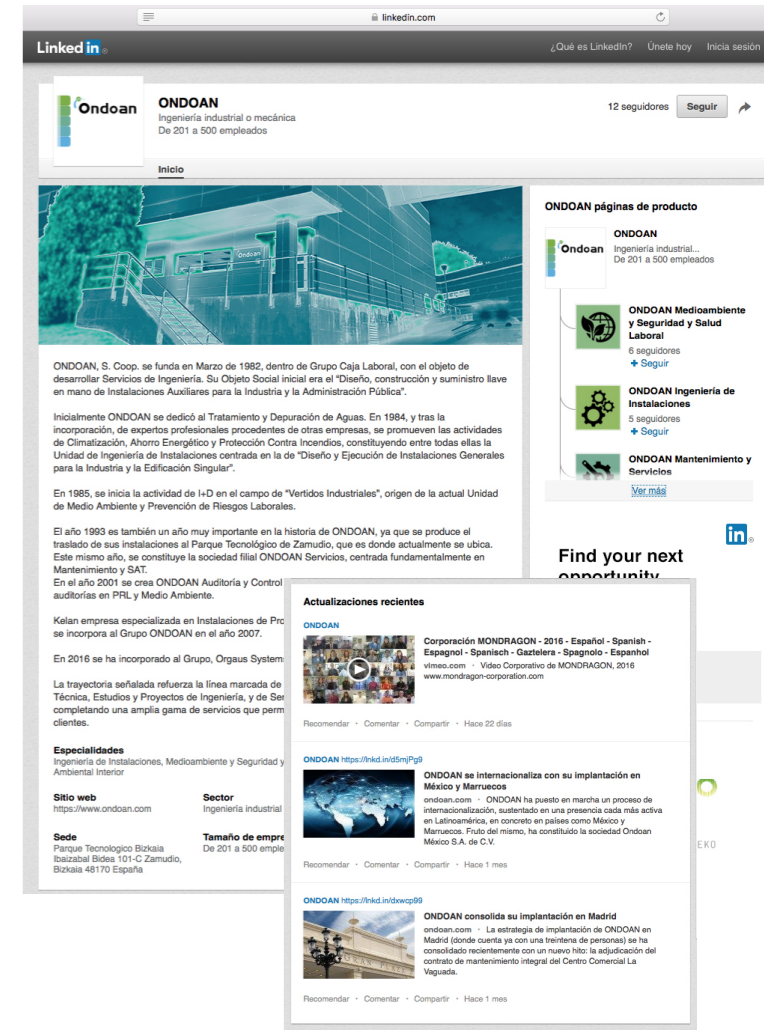 linkedin.com
Linked in
¿Qué es LinkedIn? Únete hoy Inicia sesión
Ondoan
ONDOAN
Ingeniería industrial o mecánica
De 201 a 500 empleados
12 seguidores Seguir
Inicio
Ondoan
ONDOAN, S. Coop. se funda en Marzo de 1982, dentro de Grupo Caja Laboral, con el objeto de
desarrollar Servicios de Ingeniería. Su Objeto Social inicial era el “Diseño, construcción y suministro llave
en mano de Instalaciones Auxiliares para la Industria y la Administración Pública”.
Inicialmente ONDOAN se dedicó al Tratamiento y Depuración de Aguas. En 1984, y tras la
incorporación, de expertos profesionales procedentes de otras empresas, se promueven las actividades
de Climatización, Ahorro Energético y Protección Contra Incendios, constituyendo entre todas ellas la
Unidad de Ingeniería de Instalaciones centrada en la de “Diseño y Ejecución de Instalaciones Generales
para la Industria y la Edificación Singular”.
En 1985, se inicia la actividad de I+D en el campo de “Vertidos Industriales”, origen de la actual Unidad
de Medio Ambiente y Prevención de Riesgos Laborales.
El año 1993 es también un año muy importante en la historia de ONDOAN, ya que se produce el
traslado de sus instalaciones al Parque Tecnológico de Zamudio, que es donde actualmente se ubica.
Este mismo año, se constituye la sociedad filial ONDOAN Servicios, centrada fundamentalmente en
Mantenimiento y SAT.
En el año 2001 se crea ONDOAN Auditoría y Control
auditorías en PRL y Medio Ambiente.
Kelan empresa especializada en Instalaciones de Pro
se incorpora al Grupo ONDOAN en el año 2007.
En 2016 se ha incorporado al Grupo, Orgaus System
La trayectoria señalada refuerza la línea marcada de
Técnica, Estudios y Proyectos de Ingeniería, y de Ser
completando una amplia gama de servicios que perm
clientes.
Especialidades
Ingeniería de Instalaciones, Medioambiente y Seguridad y
Ambiental Interior
Sitio web
https://www.ondoan.com
Sector
Ingeniería industrial
Sede
Parque Tecnologico Bizkaia
Ibaizabal Bidea 101-C Zamudio,
Bizkaia 48170 España
Tamaño de empre
De 201 a 500 emple
ONDOAN páginas de producto
Ondoan
ONDOAN
Ingeniería industrial...
De 201 a 500 empleados
ONDOAN Medioambiente
y Seguridad y Salud
Laboral
6 seguidores
+ Seguir
ONDOAN Ingeniería de
Instalaciones
5 seguidores
+ Seguir
ONDOAN Mantenimiento y
Servicios
Ver más
in
Find your next
opportunity
EKO
Actualizaciones recientes
ONDOAN
Corporación MONDRAGON - 2016 - Español - Spanish -
Espagnol - Spanisch - Gaztelera - Spagnolo - Espanhol
vimeo.com · Video Corporativo de MONDRAGON, 2016
www.mondragon-corporation.com
Recomendar · Comentar · Compartir · Hace 22 días
ONDOAN https://lnkd.in/d5mjPg9
ONDOAN se internacionaliza con su implantación en
México y Marruecos
ondoan.com · ONDOAN ha puesto en marcha un proceso de
internacionalización, sustentado en una presencia cada más activa
en Latinoamérica, en concreto en países como México y
Marruecos. Fruto del mismo, ha constituido la sociedad Ondoan
México S.A. de C.V.
Recomendar · Comentar · Compartir · Hace 1 mes
ONDOAN https://lnkd.in/dxwcp99
ONDOAN consolida su implantación en Madrid
ondoan.com · La estrategia de implantación de ONDOAN en
Madrid (donde cuenta ya con una treintena de personas) se ha
consolidado recientemente con un nuevo hito: la adjudicación del
contrato de mantenimiento integral del Centro Comercial La
Vaguada.
Recomendar · Comentar · Compartir · Hace 1 mes